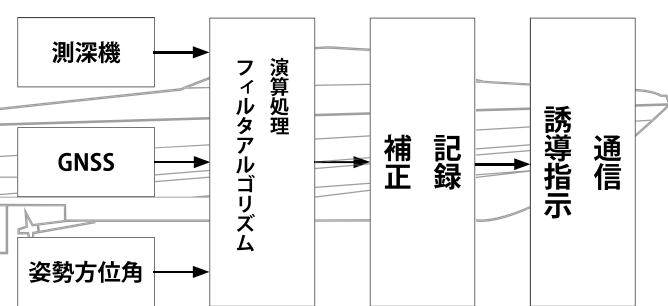 測深機
GNSS
姿勢方位角
演算処理
フィルタアルゴリズム
記録
補正
通信
誘導指示